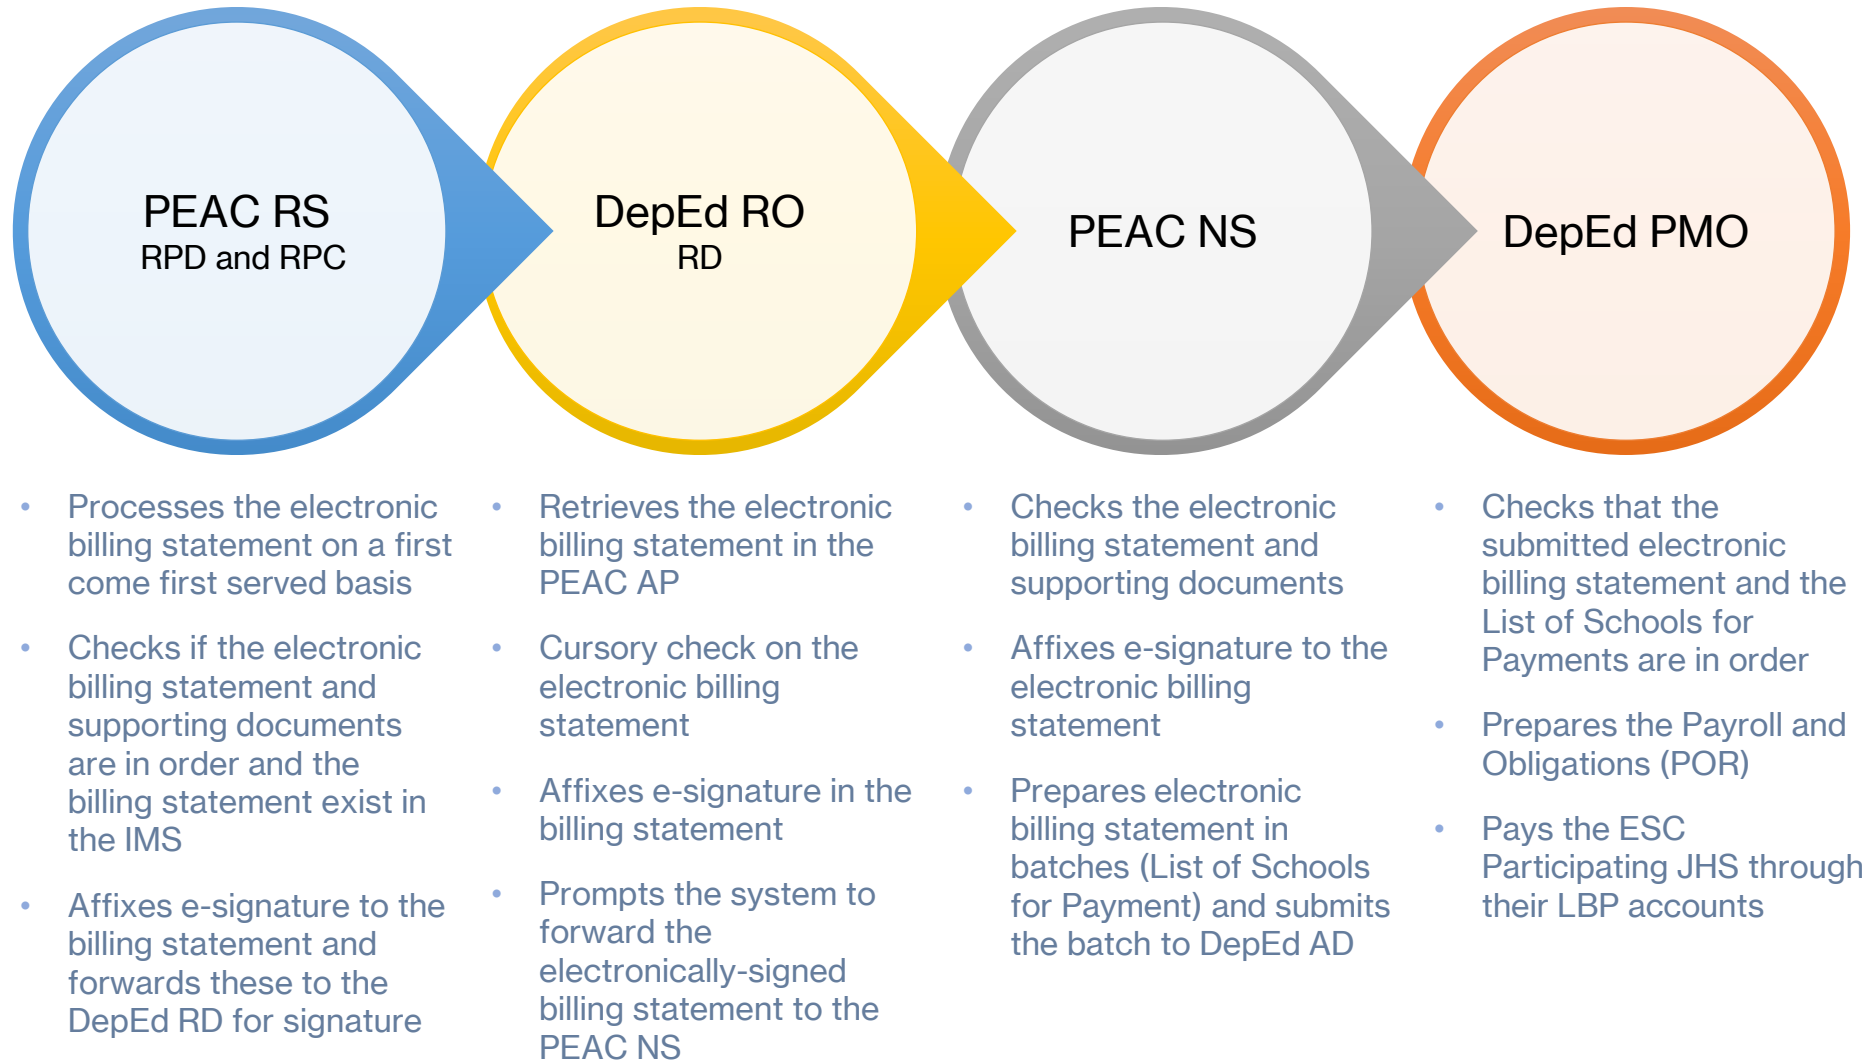 PEAC RS
RPD and RPC
DepEd RO
RD
PEAC NS
DepEd PMO
• Processes the electronic
billing statement on a first
come first served basis
• Checks if the electronic
billing statement and
supporting documents
are in order and the
billing statement exist in
the IMS
• Affixes e-signature to the
billing statement and
forwards these to the
DepEd RD for signature
• Retrieves the electronic
billing statement in the
PEAC AP
• Cursory check on the
electronic billing
statement
• Affixes e-signature in the
billing statement
• Prompts the system to
forward the
electronically-signed
billing statement to the
PEAC NS
• Checks the electronic
billing statement and
supporting documents
• Affixes e-signature to the
electronic billing
statement
• Prepares electronic
billing statement in
batches (List of Schools
for Payment) and submits
the batch to DepEd AD
• Checks that the
submitted electronic
billing statement and the
List of Schools for
Payments are in order
• Prepares the Payroll and
Obligations (POR)
• Pays the ESC
Participating JHS through
their LBP accounts